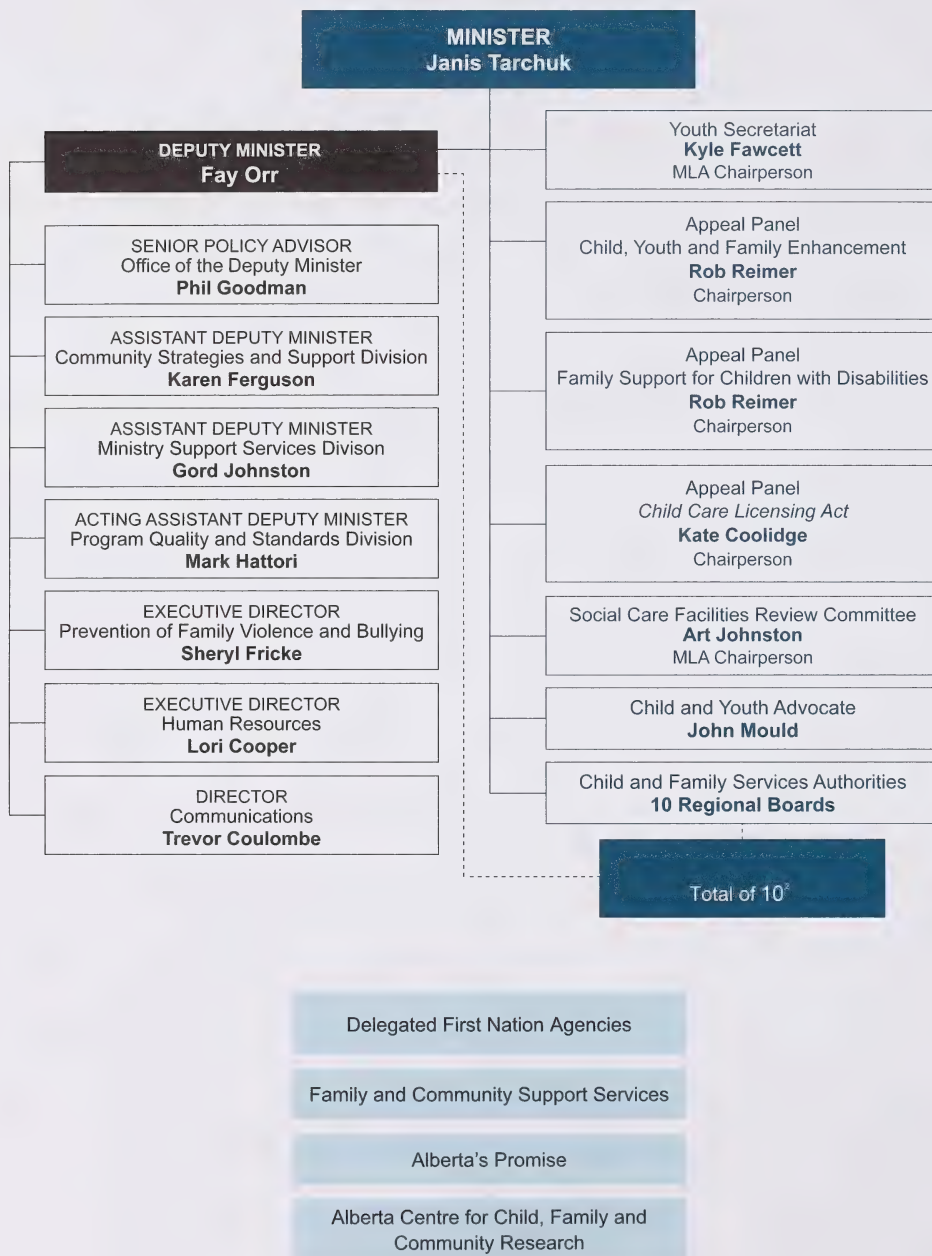 MINISTER
Janis Tarchuk
DEPUTY MINISTER
Fay Orr
SENIOR POLICY ADVISOR
Office of the Deputy Minister
Phil Goodman
ASSISTANT DEPUTY MINISTER
Community Strategies and Support Division
Karen Ferguson
ASSISTANT DEPUTY MINISTER
Ministry Support Services Divison
Gord Johnston
ACTING ASSISTANT DEPUTY MINISTER
Program Quality and Standards Division
Mark Hattori
EXECUTIVE DIRECTOR
Prevention of Family Violence and Bullying
Sheryl Fricke
EXECUTIVE DIRECTOR
Human Resources
Lori Cooper
DIRECTOR
Communications
Trevor Coulombe
Youth Secretariat
Kyle Fawcett
MLA Chairperson
Appeal Panel
Child, Youth and Family Enhancement
Rob Reimer
Chairperson
Appeal Panel
Family Support for Children with Disabilities
Rob Reimer
Chairperson
Appeal Panel
Child Care Licensing Act
Kate Coolidge
Chairperson
Social Care Facilities Review Committee
Art Johnston
MLA Chairperson
Child and Youth Advocate
John Mould
Child and Family Services Authorities
10 Regional Boards
Total of 10
Delegated First Nation Agencies
Family and Community Support Services
Alberta's Promise
Alberta Centre for Child, Family and
Community Research